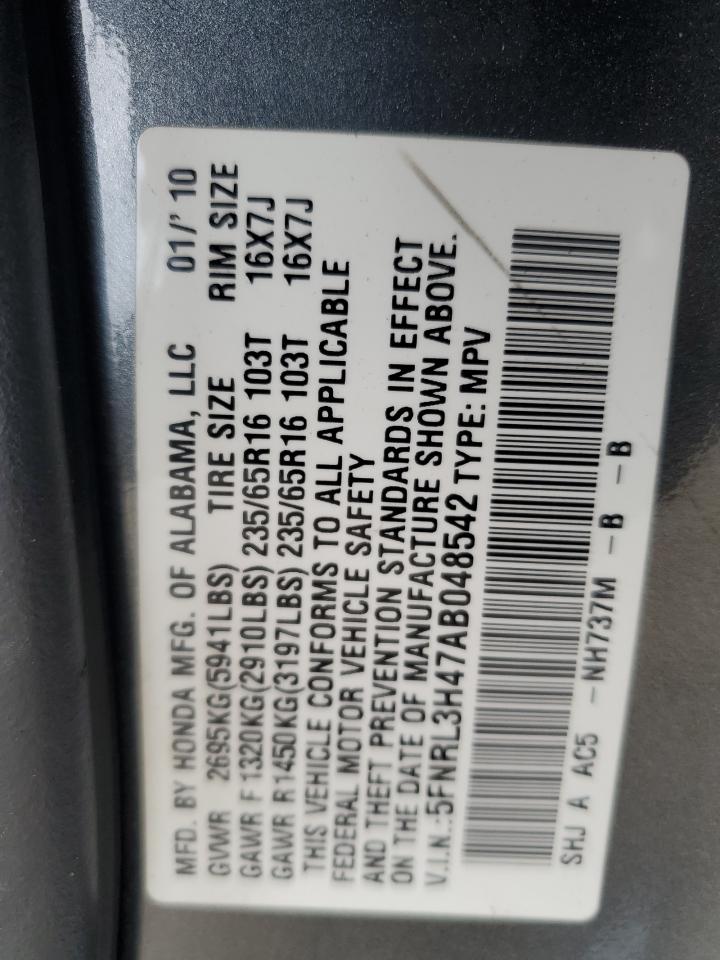 MFD. BY HONDA MFG. OF ALABAMA, LLC 01/'10
GVWR 2695KG(5941LBS) TIRE SIZE RIM SIZE
GAWR F 1320KG(2910LBS) 235/65R16 103T 16X7J
GAWR R1450KG(3197LBS) 235/65R16 103T 16X7J
THIS VEHICLE CONFORMS TO ALL APPLICABLE
FEDERAL MOTOR VEHICLE SAFETY
AND THEFT PREVENTION STANDARDS IN EFFECT
ON THE DATE OF MANUFACTURE SHOWN ABOVE.
V.I.N.:5FNRL3H47AB048542 TYPE: MPV
SHJ A AC5 -NH737M -B -B